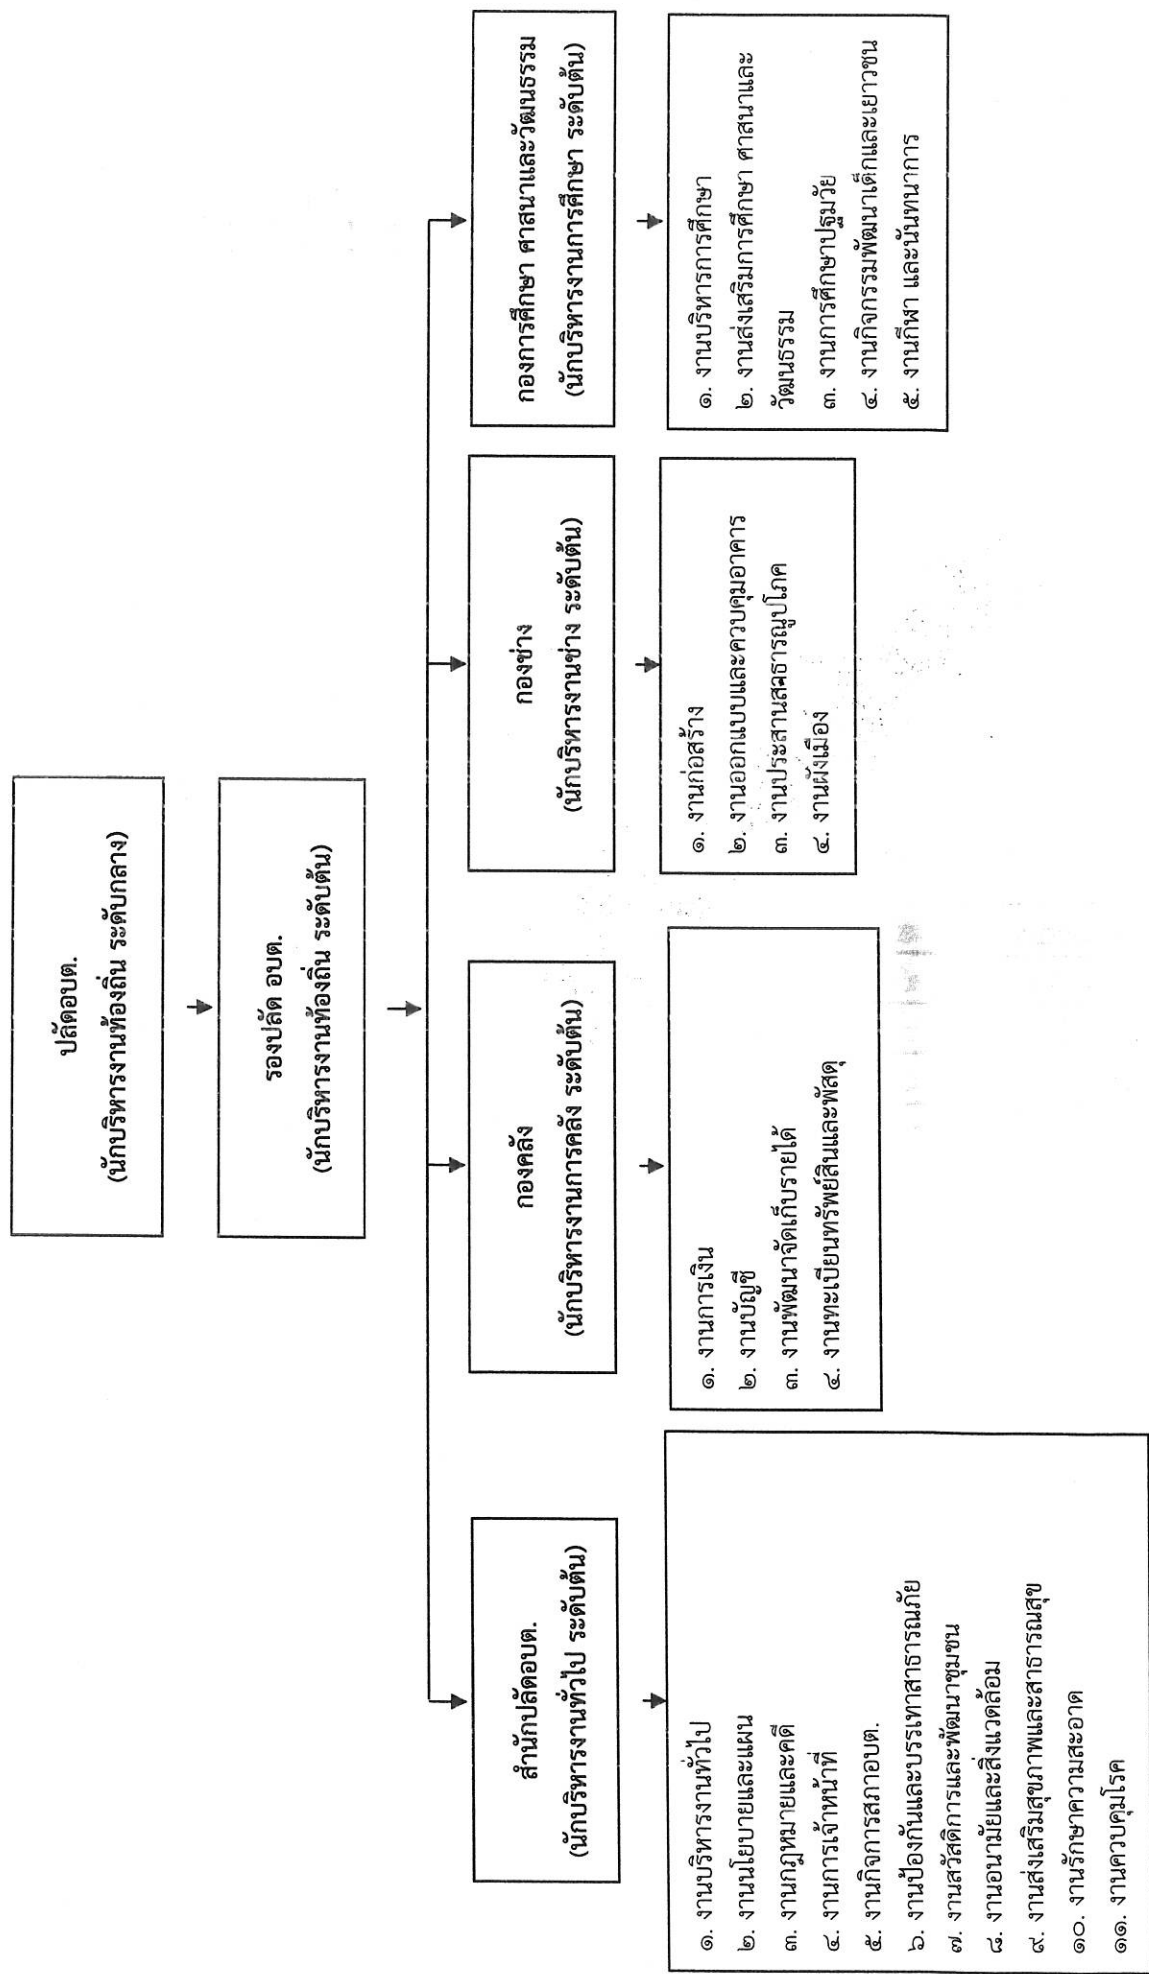 ปลัดอบต.
(นักบริหารงานท้องถิ่น ระดับกลาง)
รองปลัด อบต.
(นักบริหารงานท้องถิ่น ระดับต้น)
สำนักปลัดอบต.
(นักบริหารงานทั่วไป ระดับต้น)
กองคลัง
(นักบริหารงานการคลัง ระดับต้น)
กองช่าง
(นักบริหารงานช่าง ระดับต้น)
กองการศึกษา ศาสนาและวัฒนธรรม
(นักบริหารงานการศึกษา ระดับต้น)
๑. งานบริหารงานทั่วไป
๒. งานนโยบายและแผน
๓. งานกฎหมายและคดี
๔. งานการเจ้าหน้าที่
๕. งานกิจการสภาอบต.
๖. งานป้องกันและบรรเทาสาธารณภัย
๗. งานสวัสดิการและพัฒนาชุมชน
๘. งานอนามัยและสิ่งแวดล้อม
๙. งานส่งเสริมสุขภาพและสาธารณสุข
๑๐. งานรักษาความสะอาด
๑๑. งานควบคุมโรค
๑. งานการเงิน
๒. งานบัญชี
๓. งานพัฒนาจัดเก็บรายได้
๔. งานทะเบียนทรัพย์สินและพัสดุ
๑. งานก่อสร้าง
๒. งานออกแบบและควบคุมอาคาร
๓. งานประสานสาธารณูปโภค
๔. งานผังเมือง
๑. งานบริหารการศึกษา
๒. งานส่งเสริมการศึกษา ศาสนาและ
วัฒนธรรม
๓. งานการศึกษาปฐมวัย
๔. งานกิจกรรมพัฒนาเด็กและเยาวชน
๕. งานกีฬา และนันทนาการ